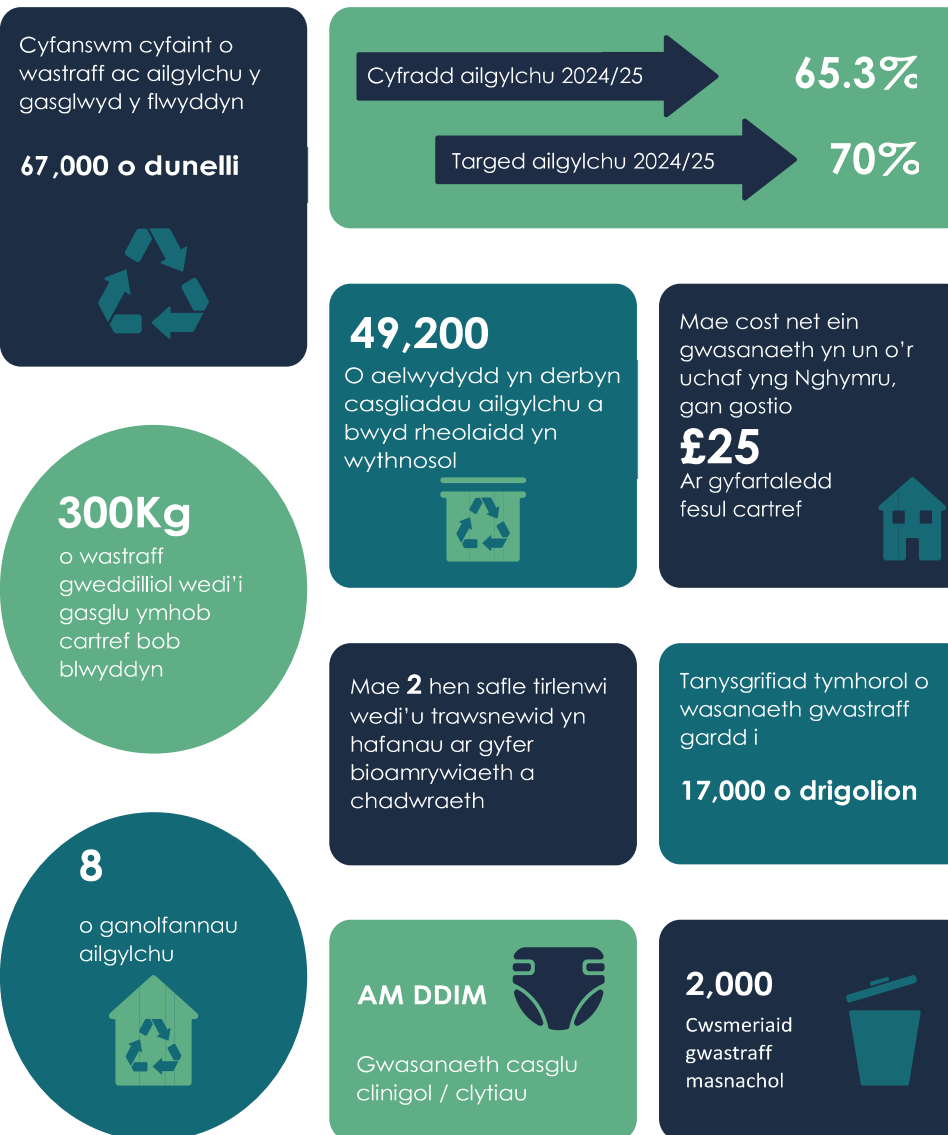 Cyfanswm cyfaint o
wastraff ac ailgylchu y
gasglwyd y flwyddyn
67,000 o dunelli
Cyfradd ailgylchu 2024/25
65.3%
Targed ailgylchu 2024/25
70%
49,200
O aelwydydd yn derbyn
casgliadau ailgylchu a
bwyd rheolaidd yn
wythnosol
Mae cost net ein
gwasanaeth yn un o’r
uchaf yng Nghymru,
gan gostio
£25
Ar gyfartaledd
fesul cartref
300Kg
o wastraff
gweddilliol wedi’i
gasglu ymhob
cartref bob
blwyddyn
Mae 2 hen safle tirlenwi
wedi’u trawsnewid yn
hafanau ar gyfer
bioamrywiaeth a
chadwraeth
Tanysgrifiad tymhorol o
wasanaeth gwastraff
gardd i
17,000 o drigolion
8
o ganolfannau
ailgylchu
AM DDIM
Gwasanaeth casglu
clinigol / clytiau
2,000
Cwsmeriaid
gwastraff
masnachol